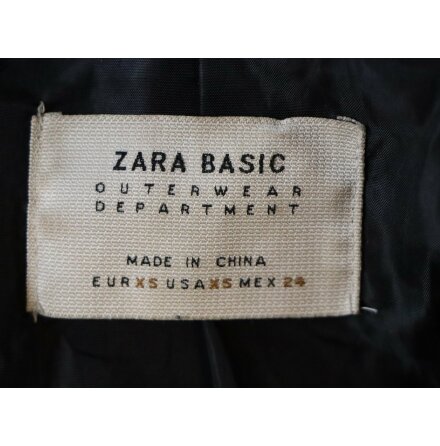 ZARA BASIC
OUTERWEAR
DEPARTMENT
MADE IN CHINA
EUR XS USA XS MEX 24